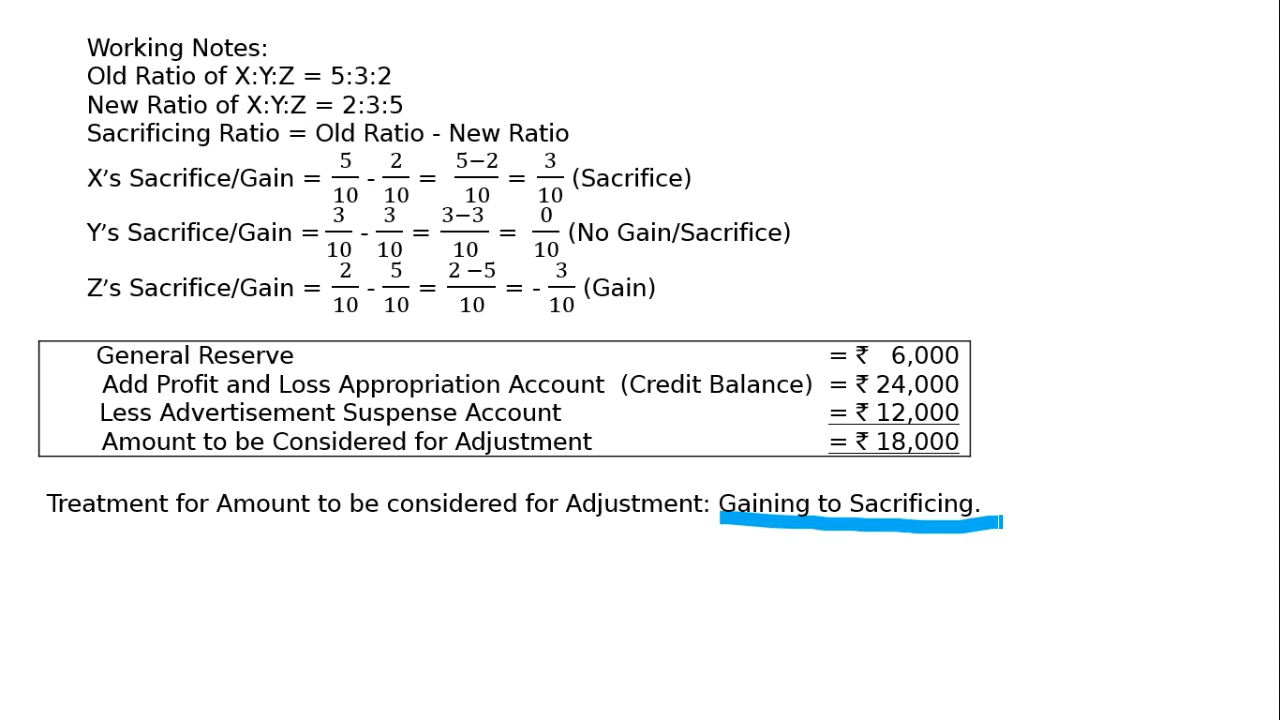 Working Notes:
Old Ratio of X:Y:Z = 5:3:2
New Ratio of X:Y:Z = 2:3:5
Sacrificing Ratio = Old Ratio - New Ratio
X’s Sacrifice/Gain = 5/10 - 2/10 = 5−2/10 = 3/10 (Sacrifice)
Y’s Sacrifice/Gain = 3/10 - 3/10 = 3−3/10 = 0/10 (No Gain/Sacrifice)
Z’s Sacrifice/Gain = 2/10 - 5/10 = 2 −5/10 = - 3/10 (Gain)
General Reserve = ₹ 6,000
Add Profit and Loss Appropriation Account (Credit Balance) = ₹ 24,000
Less Advertisement Suspense Account = ₹ 12,000
Amount to be Considered for Adjustment = ₹ 18,000
Treatment for Amount to be considered for Adjustment: Gaining to Sacrificing.